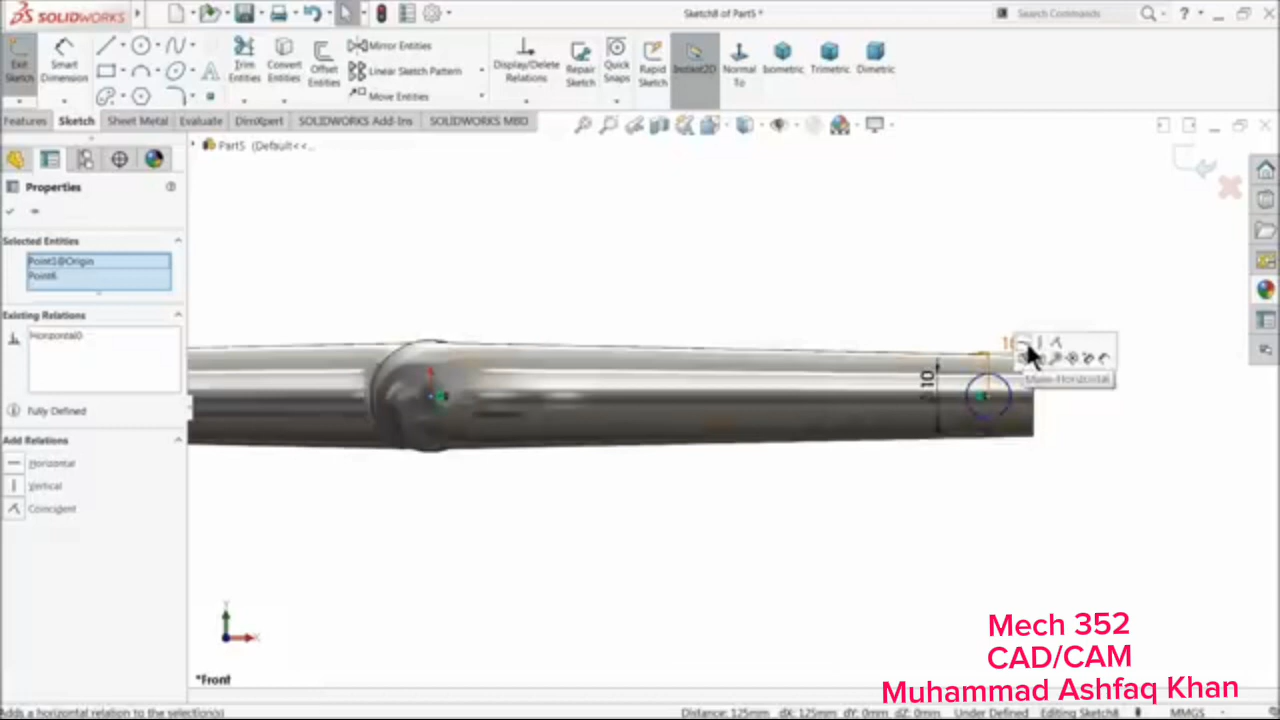 SOLIDWORKS
Sketch8 of Part5 *
Search Commands
Exit Sketch
Smart Dimension
Trim Entities
Convert Entities
Offset Entities
Mirror Entities
Linear Sketch Pattern
Move Entities
Display/Delete Relations
Repair Sketch
Quick Snaps
Rapid Sketch
Instant2D
Normal To
Isometric
Trimetric
Dimetric
Features
Sketch
Sheet Metal
Evaluate
DimXpert
SOLIDWORKS Add-Ins
SOLIDWORKS MBD
Part5 (Default<<...
Properties
Selected Entities
Point1@Origin
Point6
Existing Relations
Horizontal0
Fully Defined
Add Relations
Horizontal
Vertical
Coincident
Make Horizontal
Y
X
*Front
Mech 352
CAD/CAM
Muhammad Ashfaq Khan
Adds a horizontal relation to the selection(s)
Distance: 125mm dX: 125mm dY: 0mm dZ: 0mm
Under Defined
Editing Sketch8
MMGS